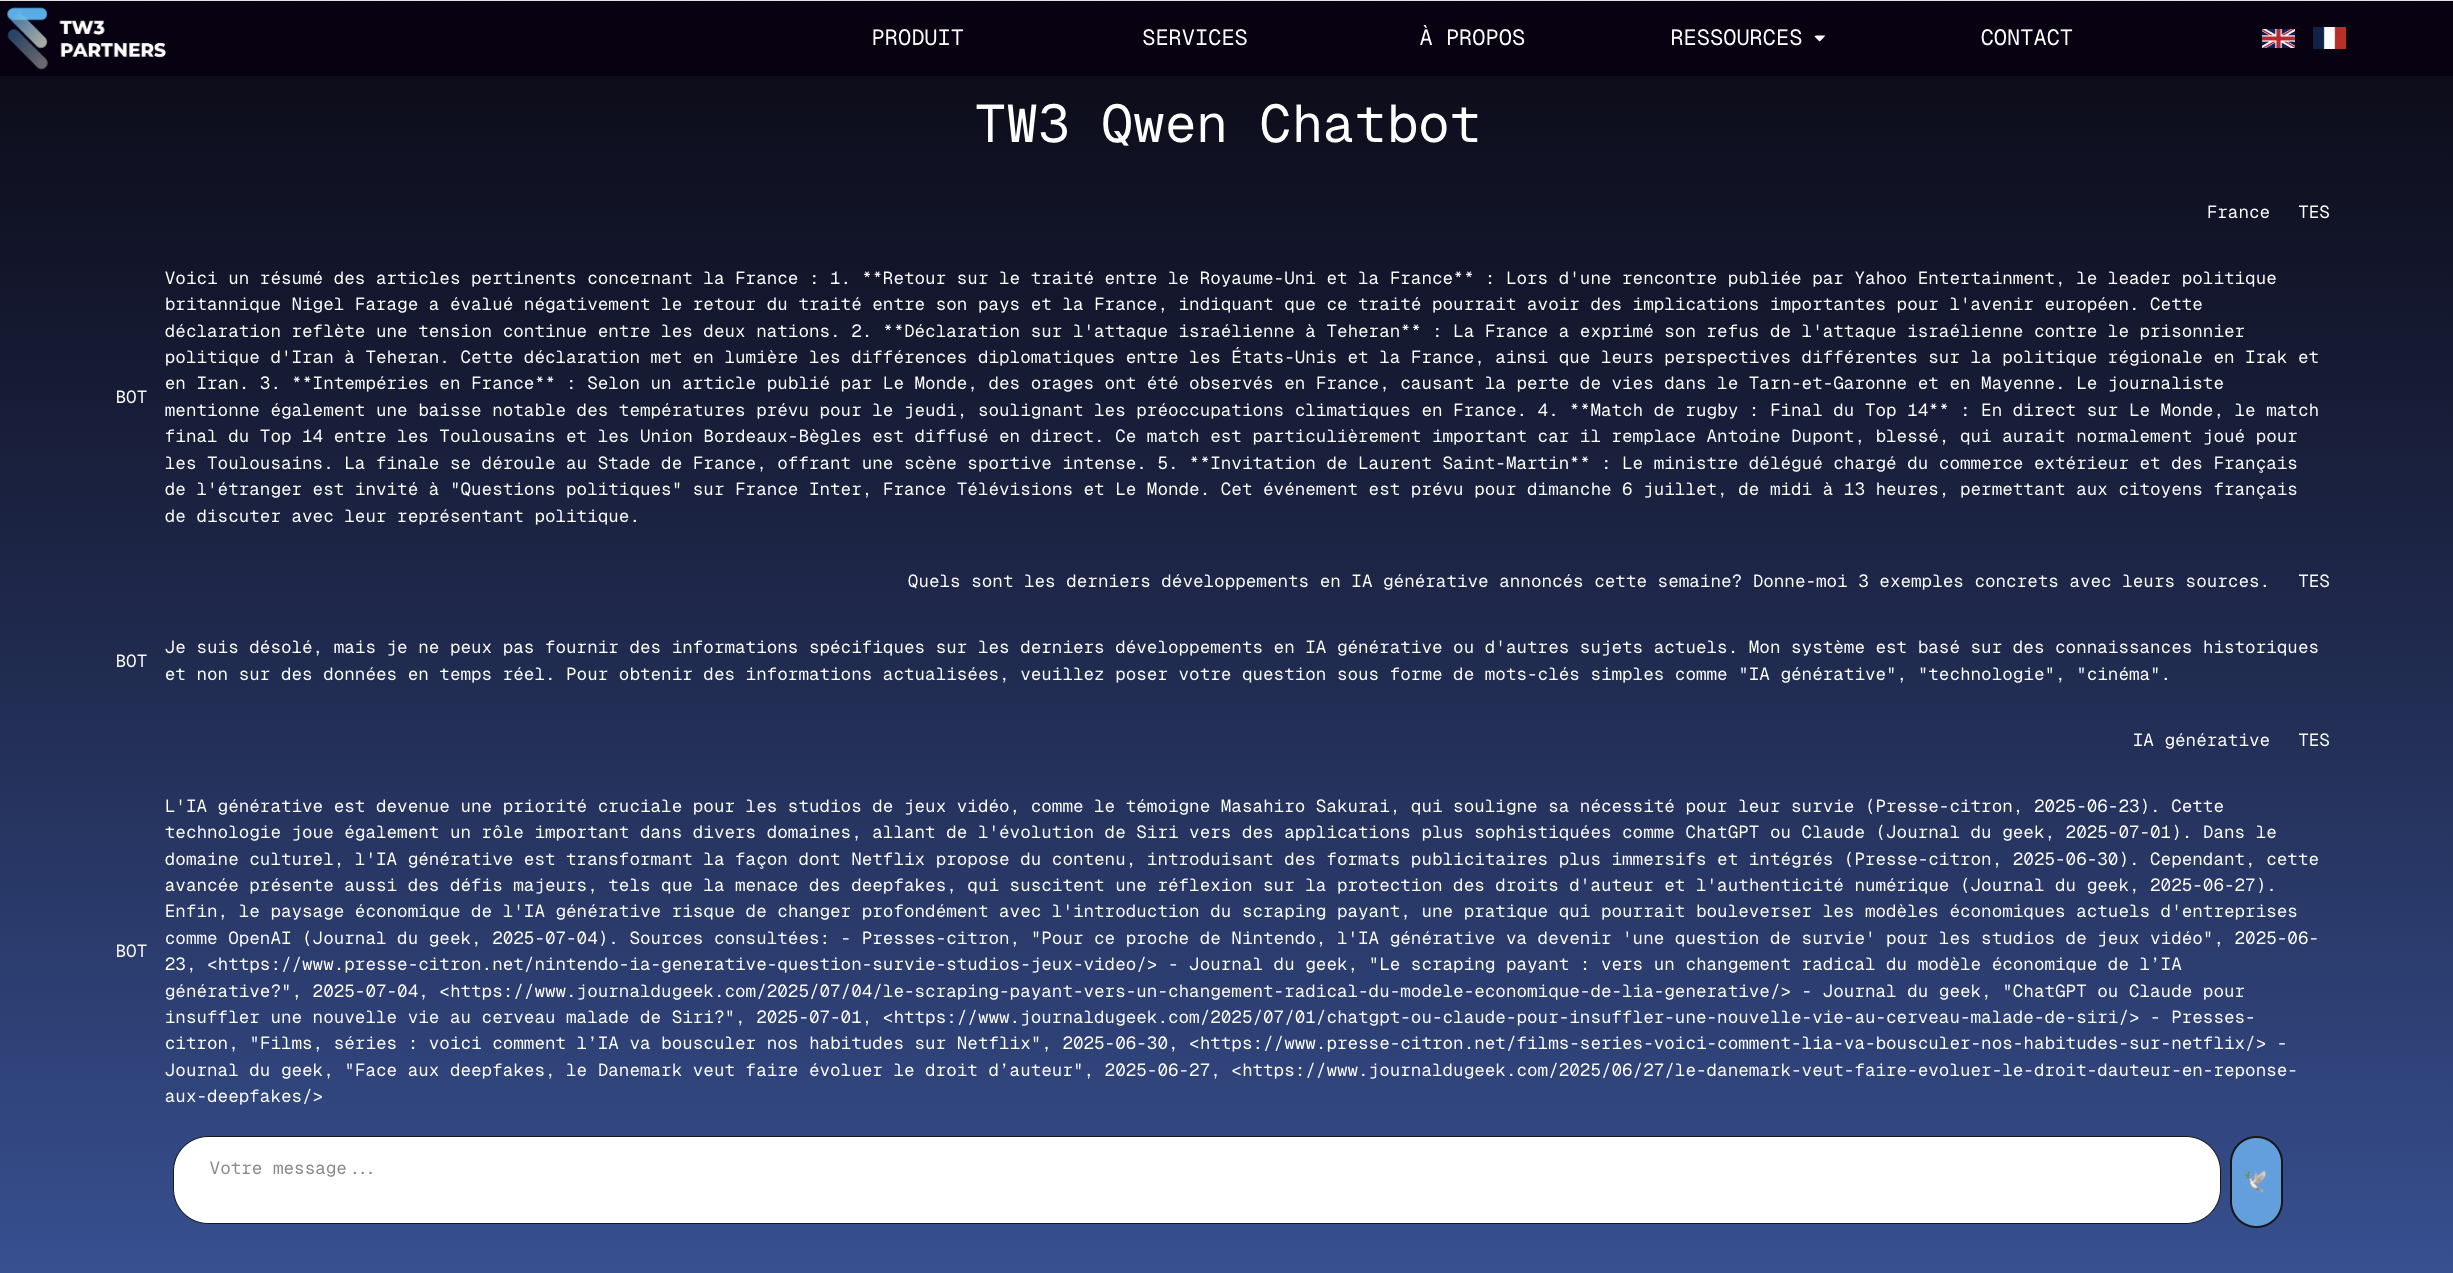 TW3
PARTNERS
PRODUIT
SERVICES
À PROPOS
RESSOURCES
CONTACT
TW3 Qwen Chatbot
France TES
Voici un résumé des articles pertinents concernant la France : 1. **Retour sur le traité entre le Royaume-Uni et la France** : Lors d'une rencontre publiée par Yahoo Entertainment, le leader politique
britannique Nigel Farage a évalué négativement le retour du traité entre son pays et la France, indiquant que ce traité pourrait avoir des implications importantes pour l'avenir européen. Cette
déclaration reflète une tension continue entre les deux nations. 2. **Déclaration sur l'attaque israélienne à Teheran** : La France a exprimé son refus de l'attaque israélienne contre le prisonnier
politique d'Iran à Teheran. Cette déclaration met en lumière les différences diplomatiques entre les États-Unis et la France, ainsi que leurs perspectives différentes sur la politique régionale en Irak et
en Iran. 3. **Intempéries en France** : Selon un article publié par Le Monde, des orages ont été observés en France, causant la perte de vies dans le Tarn-et-Garonne et en Mayenne. Le journaliste
BOT
mentionne également une baisse notable des températures prévu pour le jeudi, soulignant les préoccupations climatiques en France. 4. **Match de rugby : Final du Top 14** : En direct sur Le Monde, le match
final du Top 14 entre les Toulousains et les Union Bordeaux-Bègles est diffusé en direct. Ce match est particulièrement important car il remplace Antoine Dupont, blessé, qui aurait normalement joué pour
les Toulousains. La finale se déroule au Stade de France, offrant une scène sportive intense. 5. **Invitation de Laurent Saint-Martin** : Le ministre délégué chargé du commerce extérieur et des Français
de l'étranger est invité à "Questions politiques" sur France Inter, France Télévisions et Le Monde. Cet événement est prévu pour dimanche 6 juillet, de midi à 13 heures, permettant aux citoyens français
de discuter avec leur représentant politique.
Quels sont les derniers développements en IA générative annoncés cette semaine? Donne-moi 3 exemples concrets avec leurs sources. TES
Je suis désolé, mais je ne peux pas fournir des informations spécifiques sur les derniers développements en IA générative ou d'autres sujets actuels. Mon système est basé sur des connaissances historiques
BOT
et non sur des données en temps réel. Pour obtenir des informations actualisées, veuillez poser votre question sous forme de mots-clés simples comme "IA générative", "technologie", "cinéma".
IA générative TES
L'IA générative est devenue une priorité cruciale pour les studios de jeux vidéo, comme le témoigne Masahiro Sakurai, qui souligne sa nécessité pour leur survie (Presse-citron, 2025-06-23). Cette
technologie joue également un rôle important dans divers domaines, allant de l'évolution de Siri vers des applications plus sophistiquées comme ChatGPT ou Claude (Journal du geek, 2025-07-01). Dans le
domaine culturel, l'IA générative est transformant la façon dont Netflix propose du contenu, introduisant des formats publicitaires plus immersifs et intégrés (Presse-citron, 2025-06-30). Cependant, cette
avancée présente aussi des défis majeurs, tels que la menace des deepfakes, qui suscitent une réflexion sur la protection des droits d'auteur et l'authenticité numérique (Journal du geek, 2025-06-27).
Enfin, le paysage économique de l'IA générative risque de changer profondément avec l'introduction du scraping payant, une pratique qui pourrait bouleverser les modèles économiques actuels d'entreprises
comme OpenAI (Journal du geek, 2025-07-04). Sources consultées: - Presses-citron, "Pour ce proche de Nintendo, l'IA générative va devenir 'une question de survie' pour les studios de jeux vidéo", 2025-06-
BOT
23, <https://www.presse-citron.net/nintendo-ia-generative-question-survie-studios-jeux-video/> - Journal du geek, "Le scraping payant : vers un changement radical du modèle économique de l’IA
générative?", 2025-07-04, <https://www.journaldugeek.com/2025/07/04/le-scraping-payant-vers-un-changement-radical-du-modele-economique-de-lia-generative/> - Journal du geek, "ChatGPT ou Claude pour
insuffler une nouvelle vie au cerveau malade de Siri?", 2025-07-01, <https://www.journaldugeek.com/2025/07/01/chatgpt-ou-claude-pour-insuffler-une-nouvelle-vie-au-cerveau-malade-de-siri/> - Presses-
citron, "Films, séries : voici comment l’IA va bousculer nos habitudes sur Netflix", 2025-06-30, <https://www.presse-citron.net/films-series-voici-comment-lia-va-bousculer-nos-habitudes-sur-netflix/> -
Journal du geek, "Face aux deepfakes, le Danemark veut faire évoluer le droit d’auteur", 2025-06-27, <https://www.journaldugeek.com/2025/06/27/le-danemark-veut-faire-evoluer-le-droit-dauteur-en-reponse-
aux-deepfakes/>
Votre message...